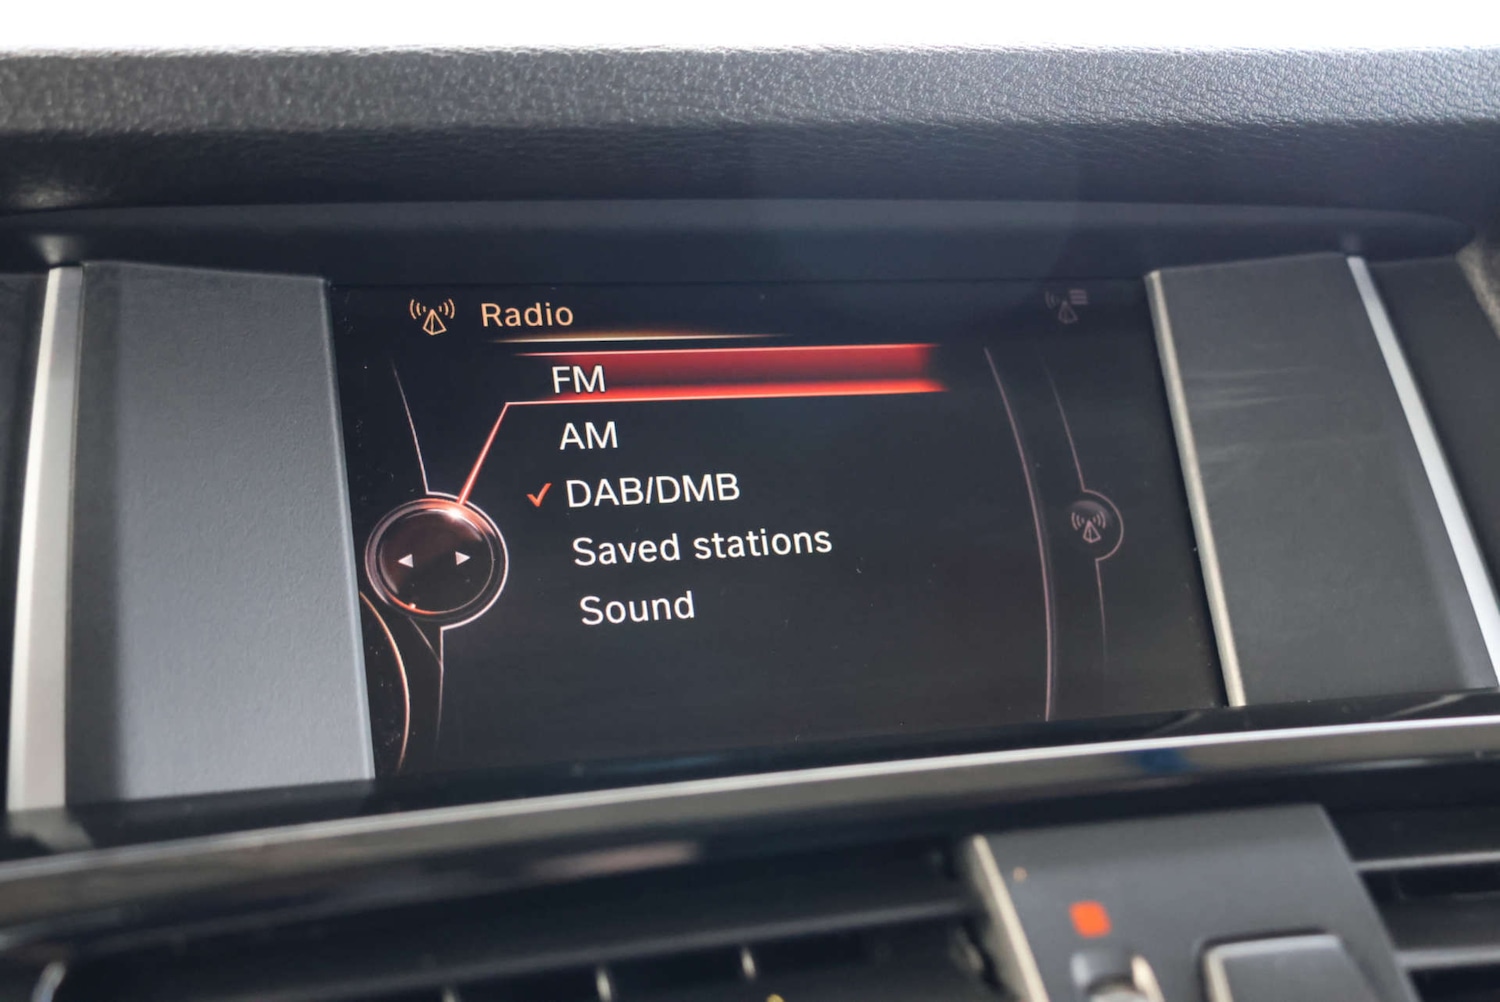 Radio
FM
AM
DAB/DMB
Saved stations
Sound